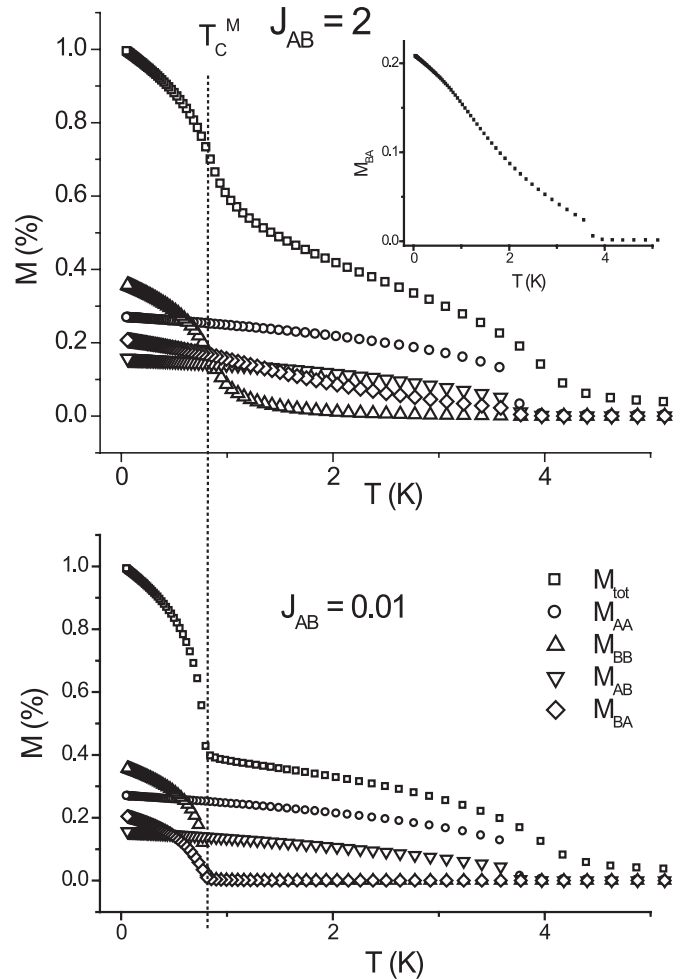 J_AB = 2
T_C^M
1.0
0.8
0.6
0.4
0.2
0.0
M (%)
0 2 4
T (K)
0.2
0.1
0.0
M_BA
0 2 4
T (K)
J_AB = 0.01
1.0
0.8
0.6
0.4
0.2
0.0
M (%)
0 2 4
T (K)
M_tot
M_AA
M_BB
M_AB
M_BA